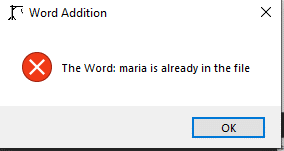 Word Addition
The Word: maria is already in the file
OK